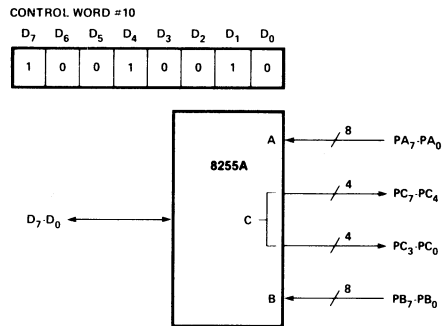 CONTROL WORD #10
D7 D6 D5 D4 D3 D2 D1 D0
1 0 0 1 0 0 1 0
8255A
A 8 PA7-PA0
4 PC7-PC4
D7-D0 C
4 PC3-PC0
B 8 PB7-PB0